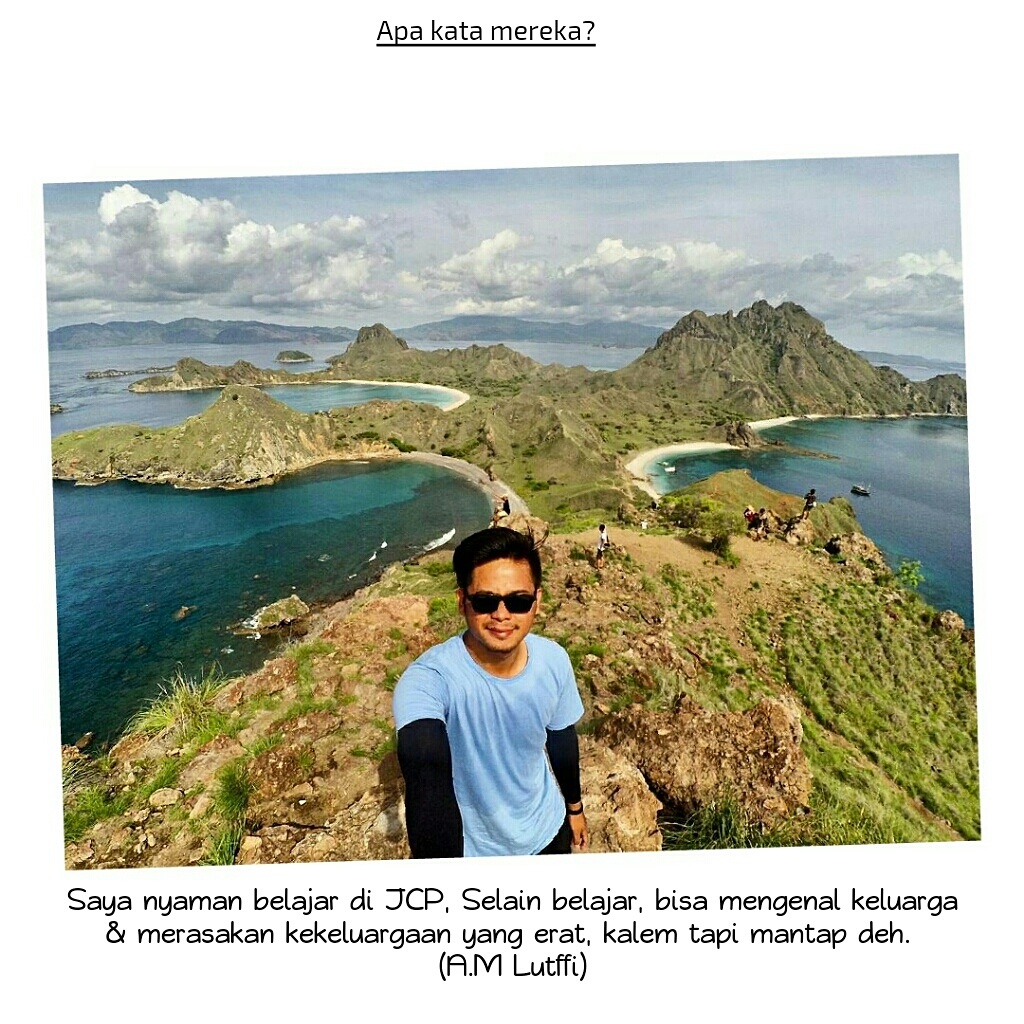 Apa kata mereka?
Saya nyaman belajar di JCP, Selain belajar, bisa mengenal keluarga
& merasakan kekeluargaan yang erat, kalem tapi mantap deh.
(A.M Lutffi)